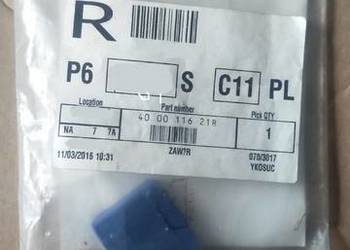 R
P6 S C11 PL
Location Part number Pick QTY
40 00 116 21R
NA 7 7A 1
11/03/2016 10:31 ZAWTR 070/3017
YKOSUC